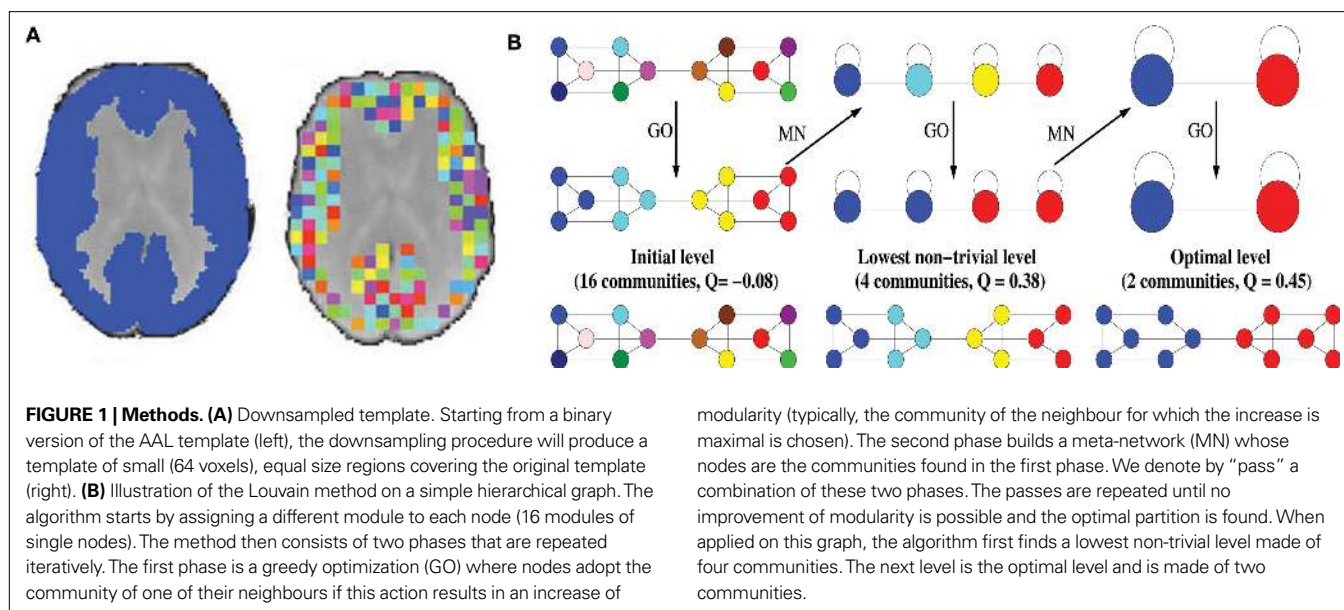 A
B
GO
MN
GO
MN
GO
Initial level
(16 communities, Q= −0.08)
Lowest non−trivial level
(4 communities, Q = 0.38)
Optimal level
(2 communities, Q = 0.45)
FIGURE 1 | Methods. (A) Downsampled template. Starting from a binary
version of the AAL template (left), the downsampling procedure will produce a
template of small (64 voxels), equal size regions covering the original template
(right). (B) Illustration of the Louvain method on a simple hierarchical graph. The
algorithm starts by assigning a different module to each node (16 modules of
single nodes). The method then consists of two phases that are repeated
iteratively. The first phase is a greedy optimization (GO) where nodes adopt the
community of one of their neighbours if this action results in an increase of
modularity (typically, the community of the neighbour for which the increase is
maximal is chosen). The second phase builds a meta-network (MN) whose
nodes are the communities found in the first phase. We denote by “pass” a
combination of these two phases. The passes are repeated until no
improvement of modularity is possible and the optimal partition is found. When
applied on this graph, the algorithm first finds a lowest non-trivial level made of
four communities. The next level is the optimal level and is made of two
communities.